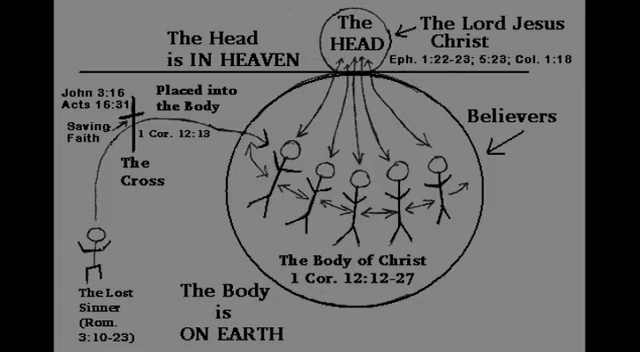 The
HEAD
The Lord Jesus
Christ
Eph. 1:22-23; 5:23; Col. 1:18
The Head
is IN HEAVEN
John 3:16
Acts 16:31
Placed into
the Body
Saving
Faith
1 Cor. 12:13
Believers
The
Cross
The Body of Christ
1 Cor. 12:12-27
The Lost
Sinner
(Rom.
3:10-23)
The Body
is
ON EARTH